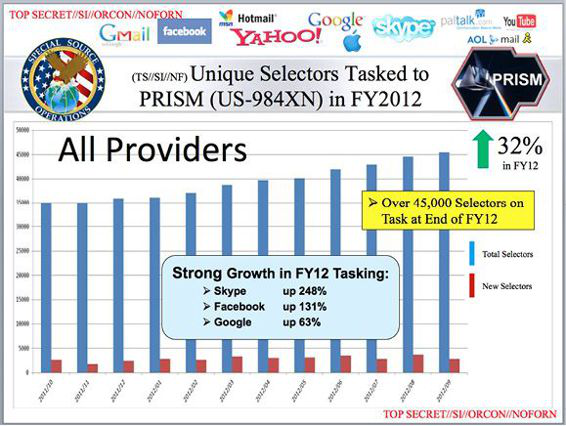 TOP SECRET//SI//ORCON//NOFORN
Gmail
facebook
msn
Hotmail
Google
YAHOO!
skype
paltalk.com
YouTube
AOL mail
SPECIAL SOURCE
OPERATIONS
(TS//SI//NF) Unique Selectors Tasked to
PRISM (US-984XN) in FY2012
PRISM
All Providers
32%
in FY12
➢ Over 45,000 Selectors on
Task at End of FY12
Total Selectors
New Selectors
Strong Growth in FY12 Tasking:
➢ Skype up 248%
➢ Facebook up 131%
➢ Google up 63%
50000
45000
40000
35000
30000
25000
20000
15000
10000
5000
0
2011/10
2011/11
2011/12
2012/01
2012/02
2012/03
2012/04
2012/05
2012/06
2012/07
2012/08
2012/09
TOP SECRET//SI//ORCON//NOFORN